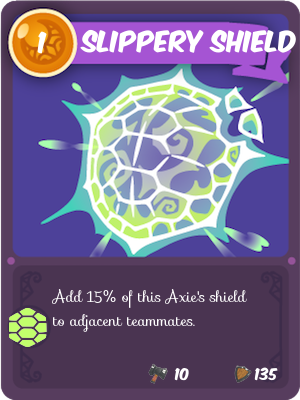 1 SLIPPERY SHIELD
Add 15% of this Axie's shield
to adjacent teammates.
10 135